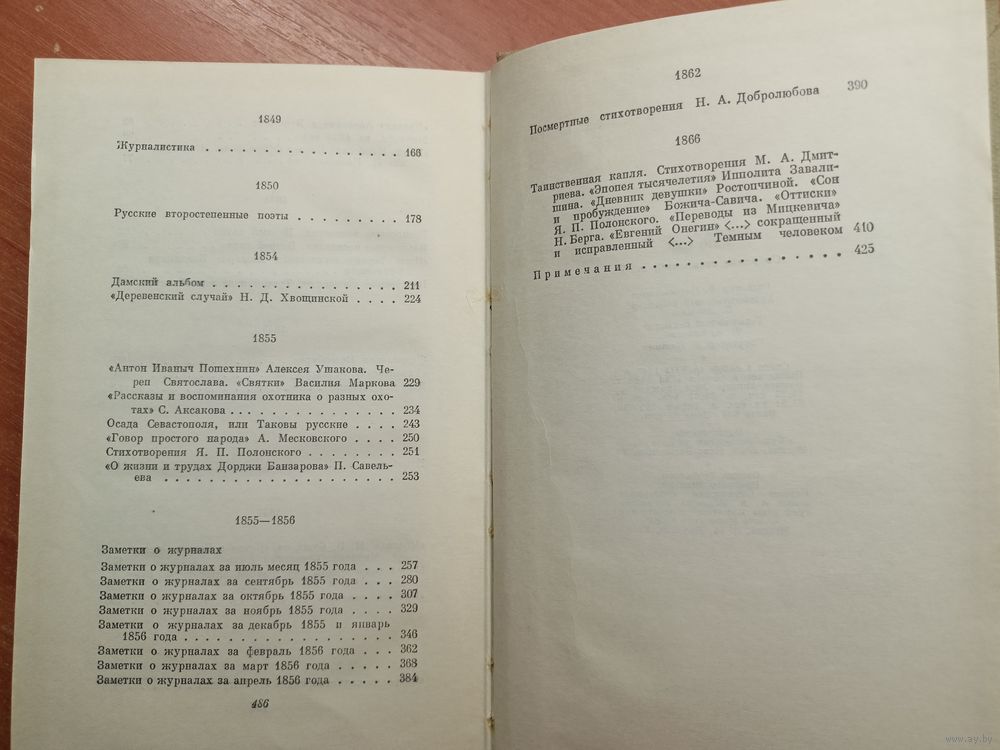 1849
Журналистика . . . . . . . . . . . . . . . . . 166
1850
Русские второстепенные поэты . . . . . . . . . 178
1854
Дамский альбом . . . . . . . . . . . . . . . . 211
«Деревенский случай» Н. Д. Хвощинской . . . . 224
1855
«Антон Иваныч Пошехнин» Алексея Ушакова. Че-
реп Святослава. «Святки» Василия Маркова 229
«Рассказы и воспоминания охотника о разных охо-
тах» С. Аксакова . . . . . . . . . . . . . . 234
Осада Севастополя, или Таковы русские . . . . 243
«Говор простого народа» А. Месковского . . . . 250
Стихотворения Я. П. Полонского . . . . . . . . 251
«О жизни и трудах Дорджи Банзарова» П. Савелье-
ва . . . . . . . . . . . . . . . . . . . . 253
1855—1856
Заметки о журналах
Заметки о журналах за июль месяц 1855 года . . . 257
Заметки о журналах за сентябрь 1855 года . . . 280
Заметки о журналах за октябрь 1855 года . . . . 307
Заметки о журналах за ноябрь 1855 года . . . . 329
Заметки о журналах за декабрь 1855 и январь
1856 года . . . . . . . . . . . . . . . . . . 346
Заметки о журналах за февраль 1856 года . . . . 362
Заметки о журналах за март 1856 года . . . . . 368
Заметки о журналах за апрель 1856 года . . . . . 384
486
1862
Посмертные стихотворения Н. А. Добролюбова 390
1866
Таинственная капля. Стихотворения М. А. Дмит-
риева. «Эпопея тысячелетия» Ипполита Завали-
шина. «Дневник девушки» Ростопчиной. «Сон
и пробуждение» Божича-Савича. «Оттиски»
Я. П. Полонского. «Переводы из Мицкевича»
Н. Берга. «Евгений Онегин» <...> сокращенный
и исправленный <...> Темным человеком 410
Примечания . . . . . . . . . . . . . . . . 425
www.ay.by